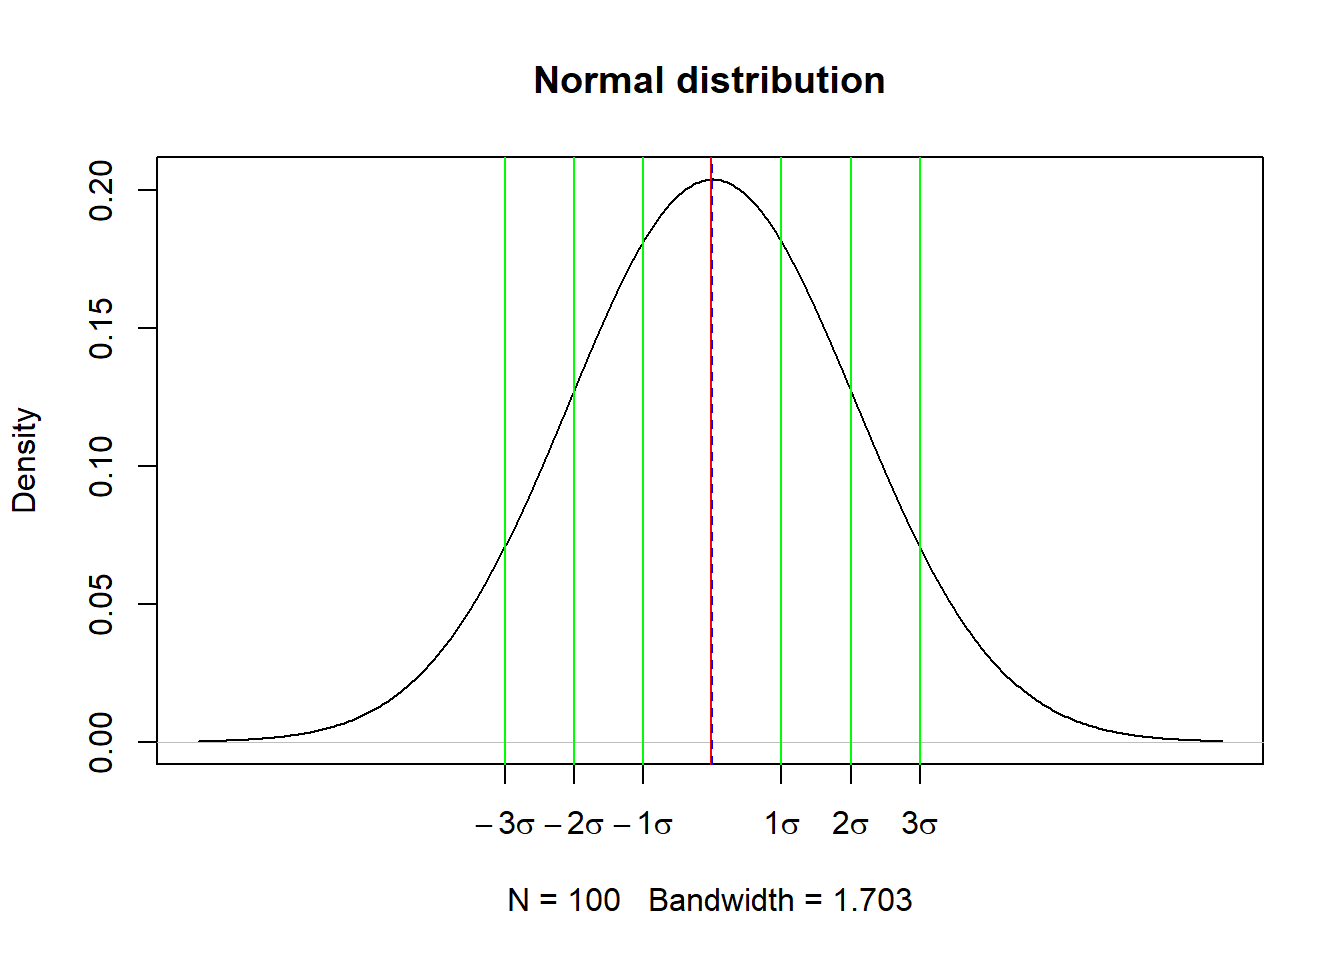 Normal distribution
Density
0.20
0.15
0.10
0.05
0.00
−3σ −2σ −1σ 1σ 2σ 3σ
N = 100 Bandwidth = 1.703